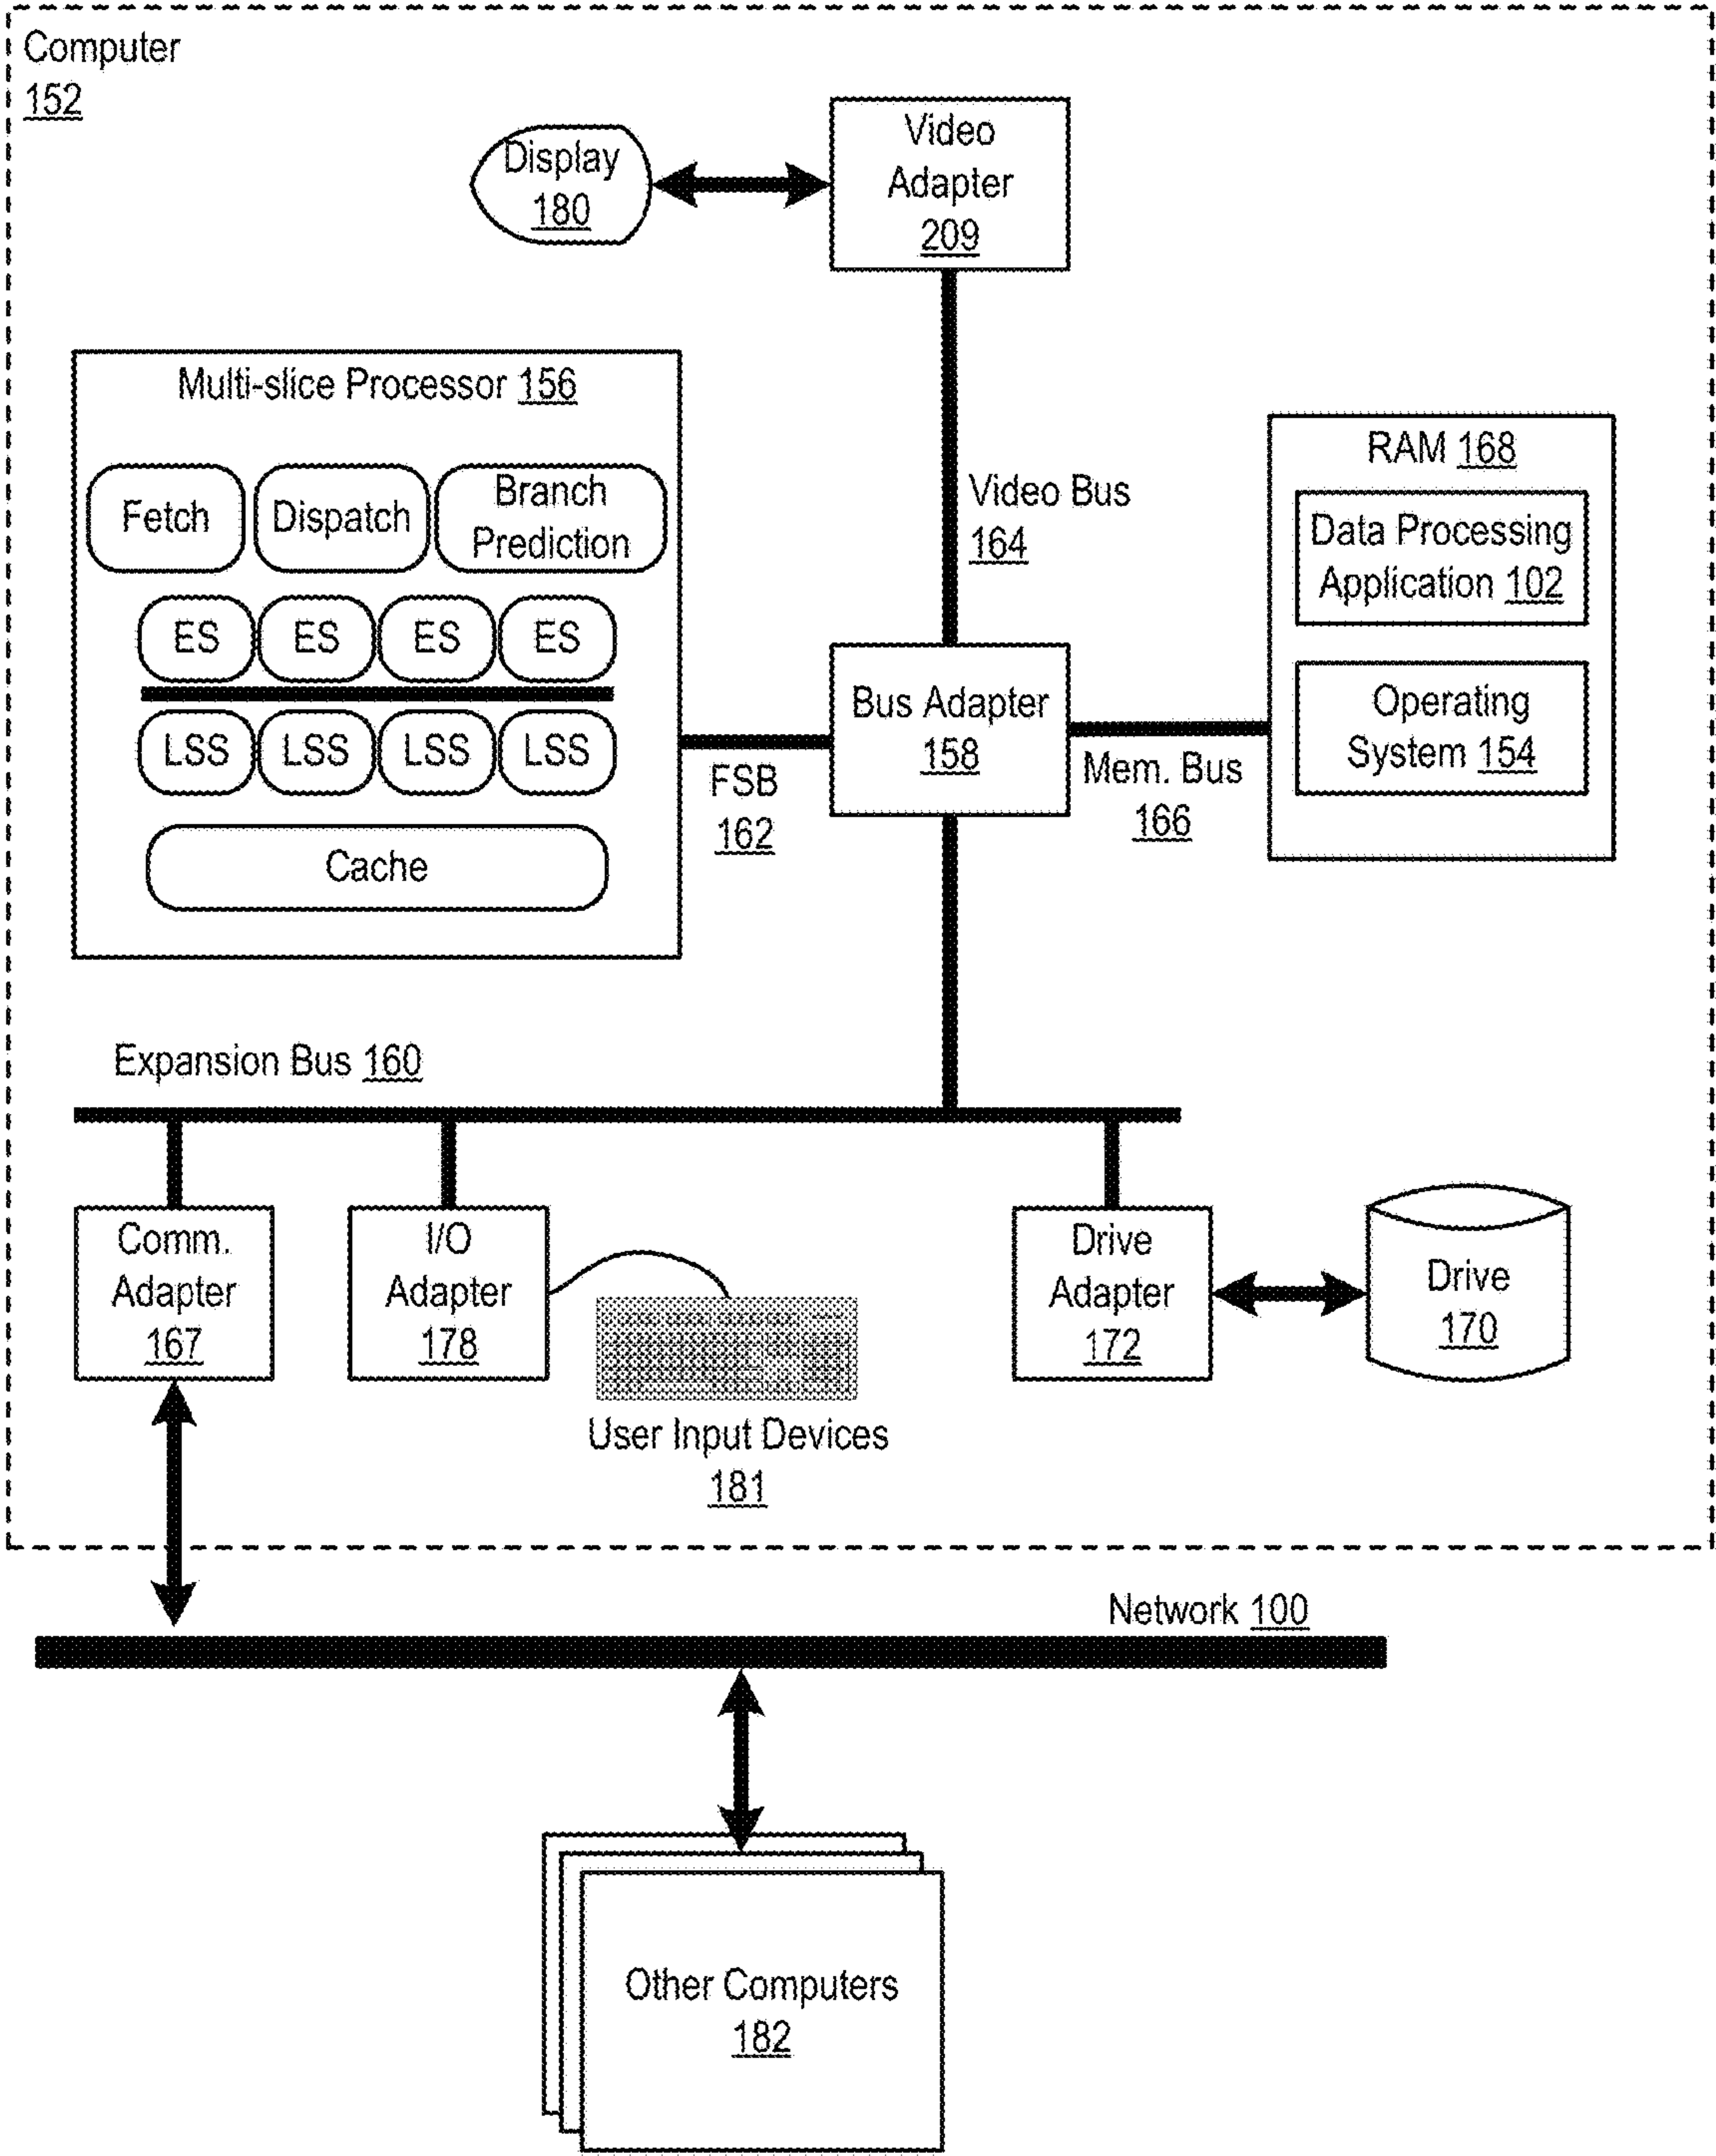 Computer
152
Display
180
Video
Adapter
209
Multi-slice Processor 156
Fetch
Dispatch
Branch
Prediction
ES
ES
ES
ES
LSS
LSS
LSS
LSS
Cache
Video Bus
164
RAM 168
Data Processing
Application 102
Operating
System 154
Bus Adapter
158
FSB
162
Mem. Bus
166
Expansion Bus 160
Comm.
Adapter
167
I/O
Adapter
178
User Input Devices
181
Drive
Adapter
172
Drive
170
Network 100
Other Computers
182